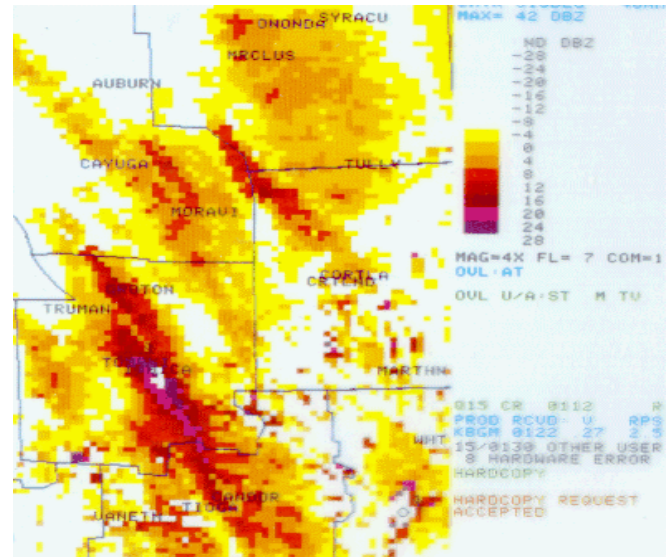 MAX= 42 DBZ
ND DBZ
-28
-24
-20
-16
-12
-8
-4
0
4
8
12
16
20
24
28
MAG=4X FL= 7 COM=1
OVL:AT
OVL U/A:ST M TV
Q15 CR 0112 R
PROD RCVD: V RPS
KBGM 0122 27 2.5
15/0130 OTHER USER
8 HARDWARE ERROR
HARDCOPY
HARDCOPY REQUEST
ACCEPTED
SYRACU
ONONDA
MRCLUS
AUBURN
CAYUGA
TULLY
MORAVI
CORTLA
TRUMAN
MARTHN
WHT
TIOGA
WANETA